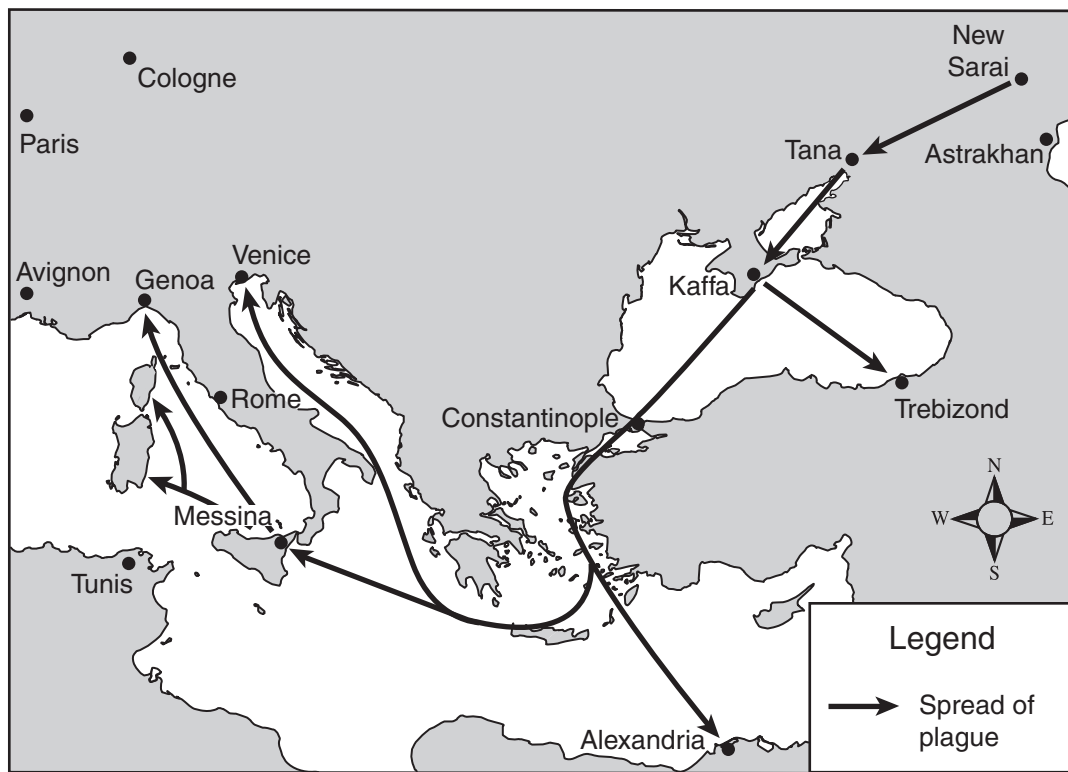 New
Sarai
Cologne
Paris
Tana
Astrakhan
Venice
Avignon
Genoa
Kaffa
Rome
Trebizond
Constantinople
N
W
E
S
Messina
Tunis
Legend
Spread of
plague
Alexandria